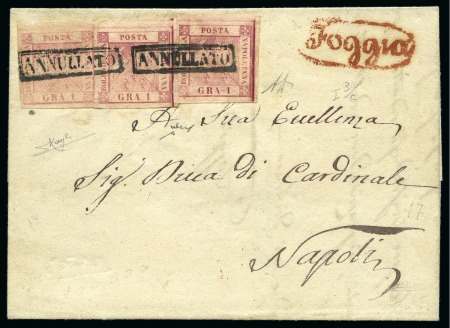 POSTA POSTA POSTA
NAPOLETANA
ANNULLATO ANNULLATO
GRA 1 GRA 1 GRA 1
Foggia
A Sua Eccellenza
Sig. Duca di Cardinale
Napoli